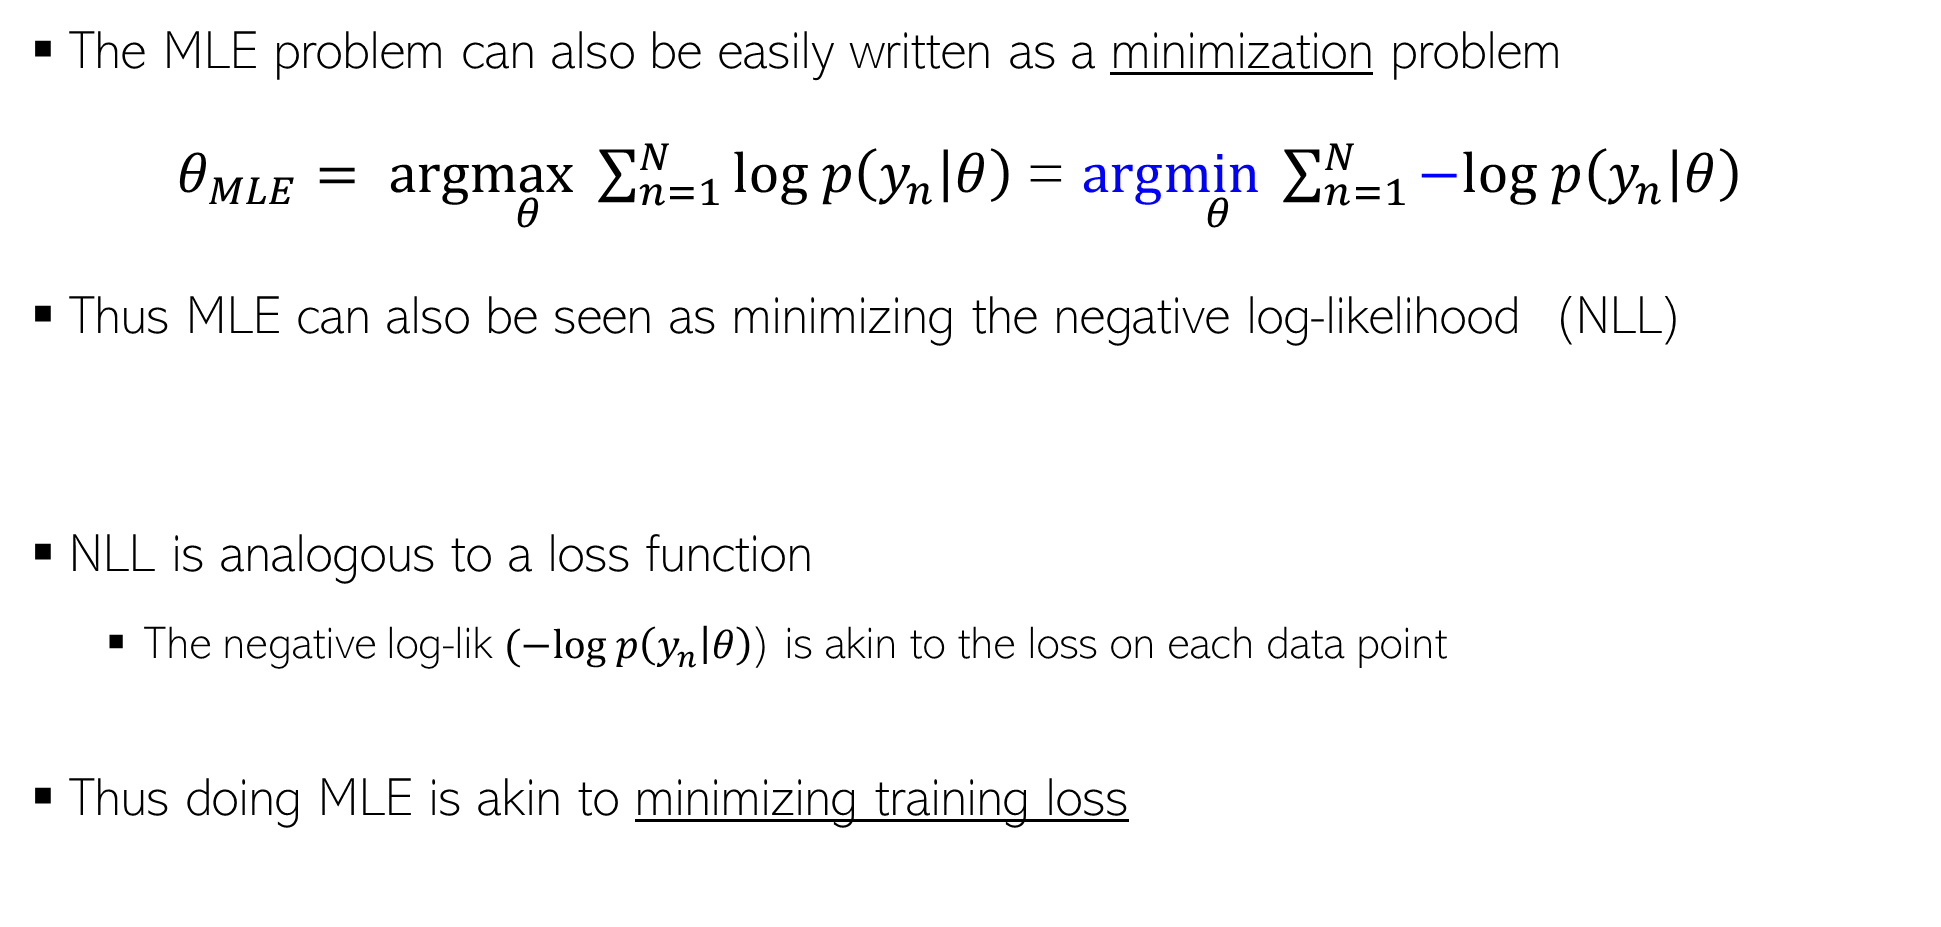 ▪ The MLE problem can also be easily written as a minimization problem
θ_MLE = argmax_θ ∑_{n=1}^{N} log p(y_n|θ) = argmin_θ ∑_{n=1}^{N} −log p(y_n|θ)
▪ Thus MLE can also be seen as minimizing the negative log-likelihood (NLL)
▪ NLL is analogous to a loss function
▪ The negative log-lik (−log p(y_n|θ)) is akin to the loss on each data point
▪ Thus doing MLE is akin to minimizing training loss